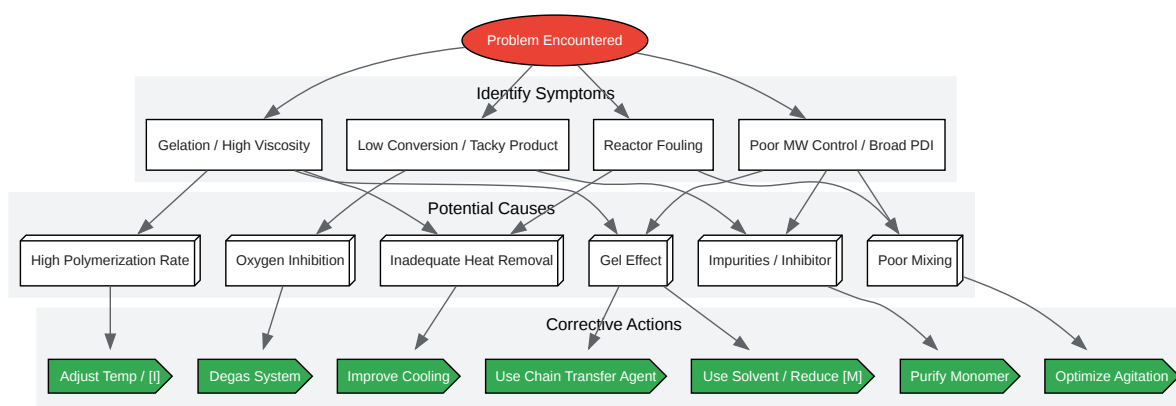 Problem Encountered
Identify Symptoms
Gelation / High Viscosity
Low Conversion / Tacky Product
Reactor Fouling
Poor MW Control / Broad PDI
Potential Causes
High Polymerization Rate
Oxygen Inhibition
Inadequate Heat Removal
Gel Effect
Impurities / Inhibitor
Poor Mixing
Corrective Actions
Adjust Temp / [I]
Degas System
Improve Cooling
Use Chain Transfer Agent
Use Solvent / Reduce [M]
Purify Monomer
Optimize Agitation